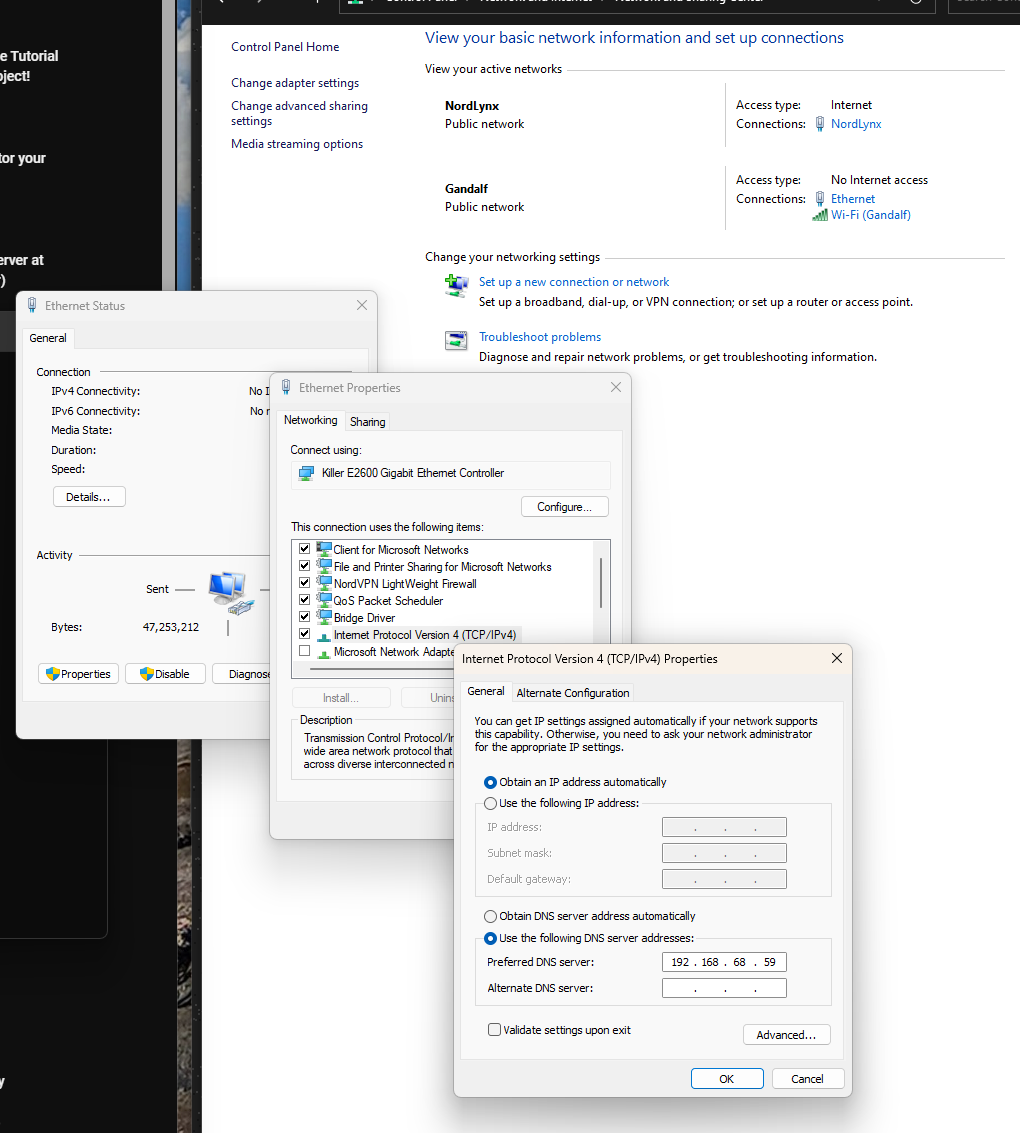 Control Panel
Network and Internet
Network and Sharing Center
e Tutorial
oject!
tor your
erver at
r)
y
Control Panel Home
Change adapter settings
Change advanced sharing
settings
Media streaming options
View your basic network information and set up connections
View your active networks
NordLynx
Public network
Access type: Internet
Connections: NordLynx
Gandalf
Public network
Access type: No Internet access
Connections: Ethernet
Wi-Fi (Gandalf)
Change your networking settings
Set up a new connection or network
Set up a broadband, dial-up, or VPN connection; or set up a router or access point.
Troubleshoot problems
Diagnose and repair network problems, or get troubleshooting information.
Ethernet Status
General
Connection
IPv4 Connectivity: No I
IPv6 Connectivity: No
Media State:
Duration:
Speed:
Details...
Activity
Sent
Bytes: 47,253,212
Properties
Disable
Diagnose
Ethernet Properties
Networking
Sharing
Connect using:
Killer E2600 Gigabit Ethernet Controller
Configure...
This connection uses the following items:
Client for Microsoft Networks
File and Printer Sharing for Microsoft Networks
NordVPN LightWeight Firewall
QoS Packet Scheduler
Bridge Driver
Internet Protocol Version 4 (TCP/IPv4)
Microsoft Network Adapte
Install...
Unins
Description
Transmission Control Protocol/In
wide area network protocol that
across diverse interconnected n
Internet Protocol Version 4 (TCP/IPv4) Properties
General
Alternate Configuration
You can get IP settings assigned automatically if your network supports
this capability. Otherwise, you need to ask your network administrator
for the appropriate IP settings.
Obtain an IP address automatically
Use the following IP address:
IP address: . . .
Subnet mask: . . .
Default gateway: . . .
Obtain DNS server address automatically
Use the following DNS server addresses:
Preferred DNS server: 192 . 168 . 68 . 59
Alternate DNS server: . . .
Validate settings upon exit
Advanced...
OK
Cancel